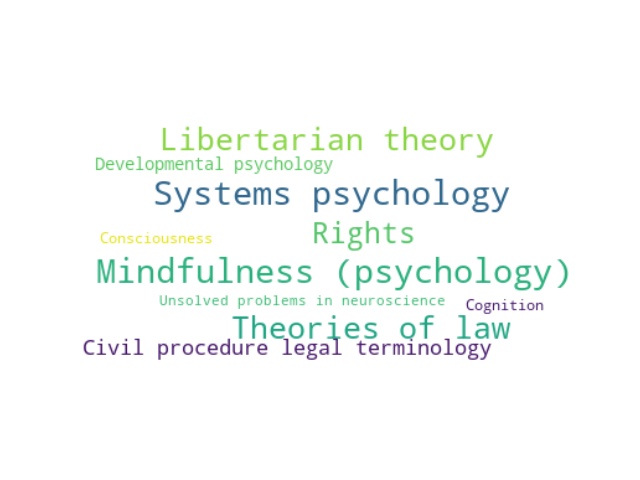 Libertarian theory
Developmental psychology
Systems psychology
Rights
Consciousness
Mindfulness (psychology)
Unsolved problems in neuroscience
Cognition
Theories of law
Civil procedure legal terminology